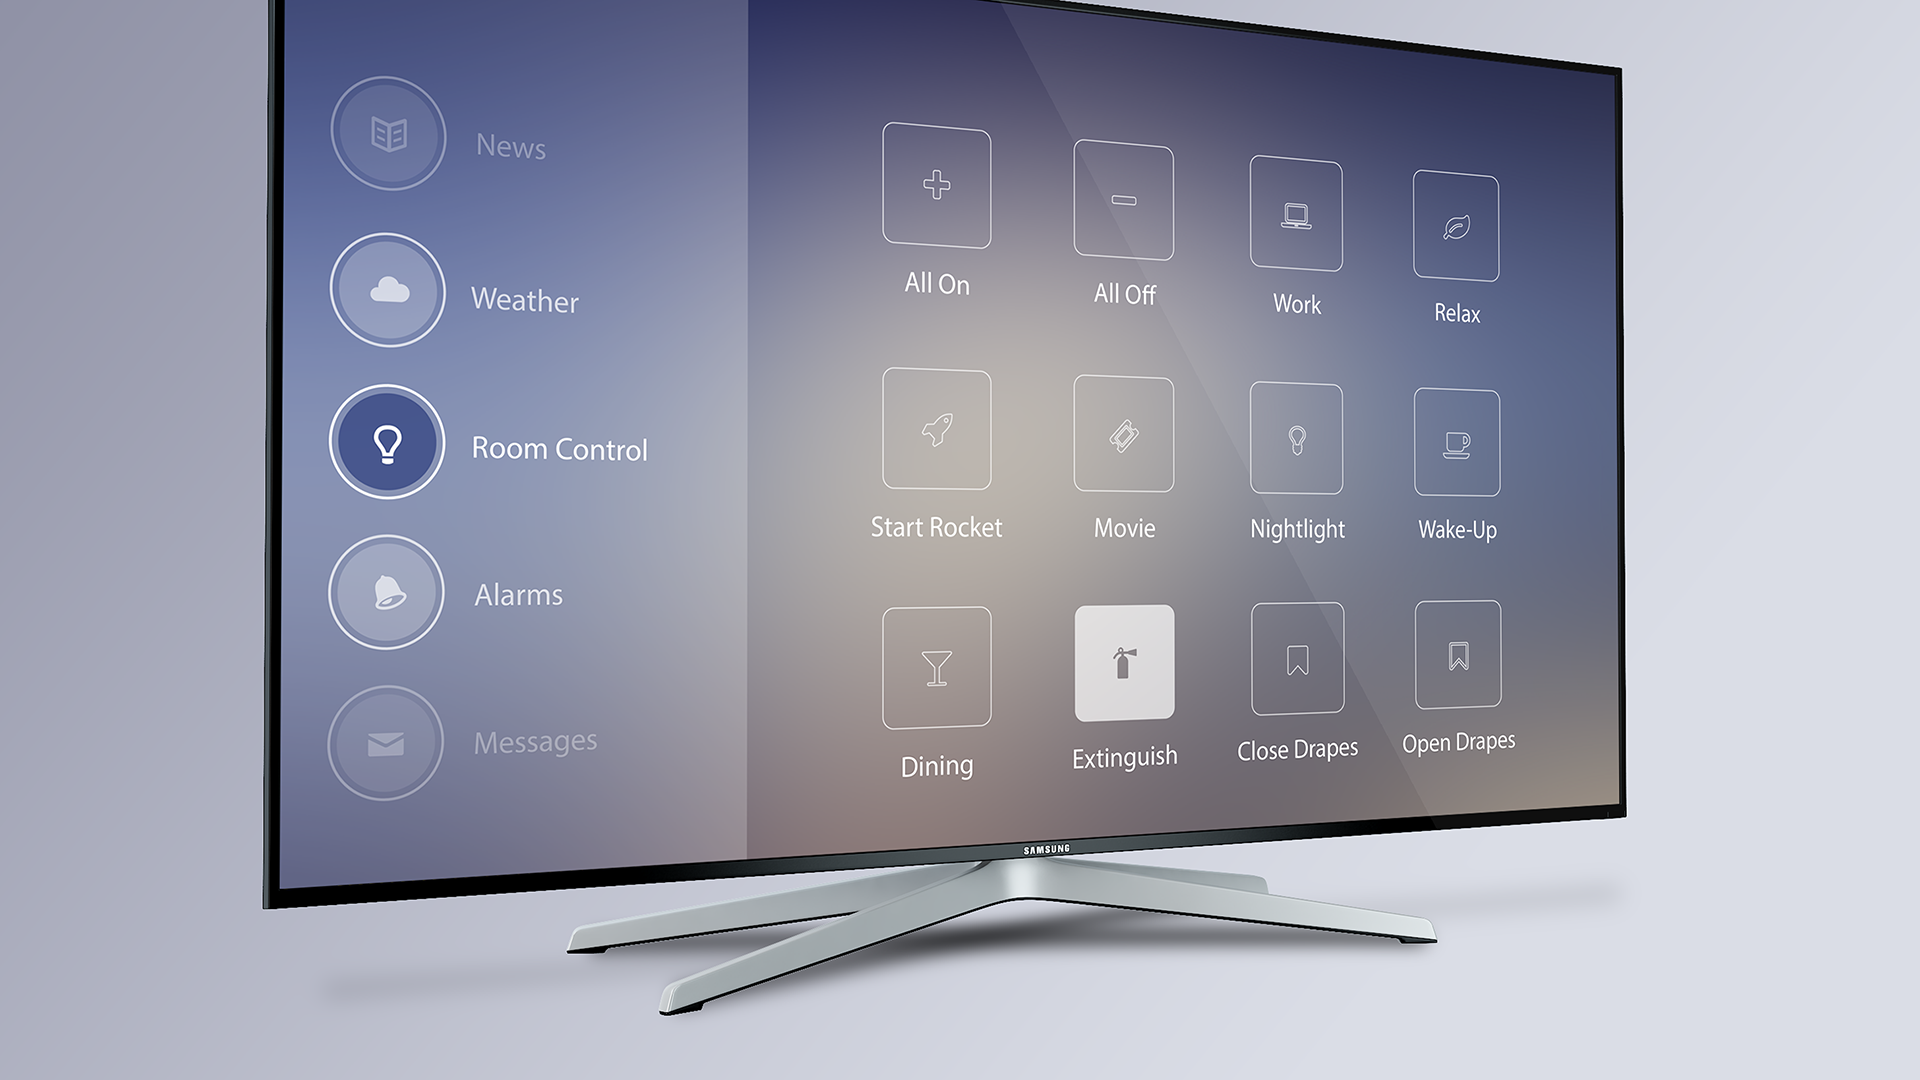 News
Weather
Room Control
Alarms
Messages
All On
All Off
Work
Relax
Start Rocket
Movie
Nightlight
Wake-Up
Dining
Extinguish
Close Drapes
Open Drapes
SAMSUNG